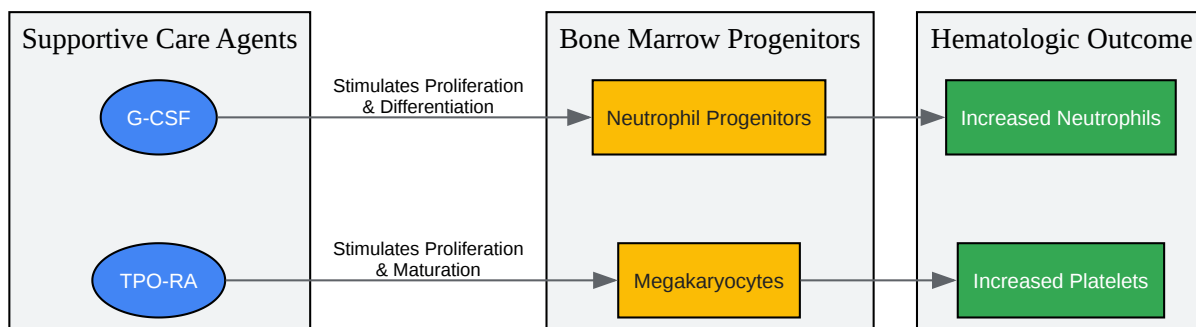 Supportive Care Agents
Bone Marrow Progenitors
Hematologic Outcome
G-CSF
Stimulates Proliferation
& Differentiation
Neutrophil Progenitors
Increased Neutrophils
TPO-RA
Stimulates Proliferation
& Maturation
Megakaryocytes
Increased Platelets